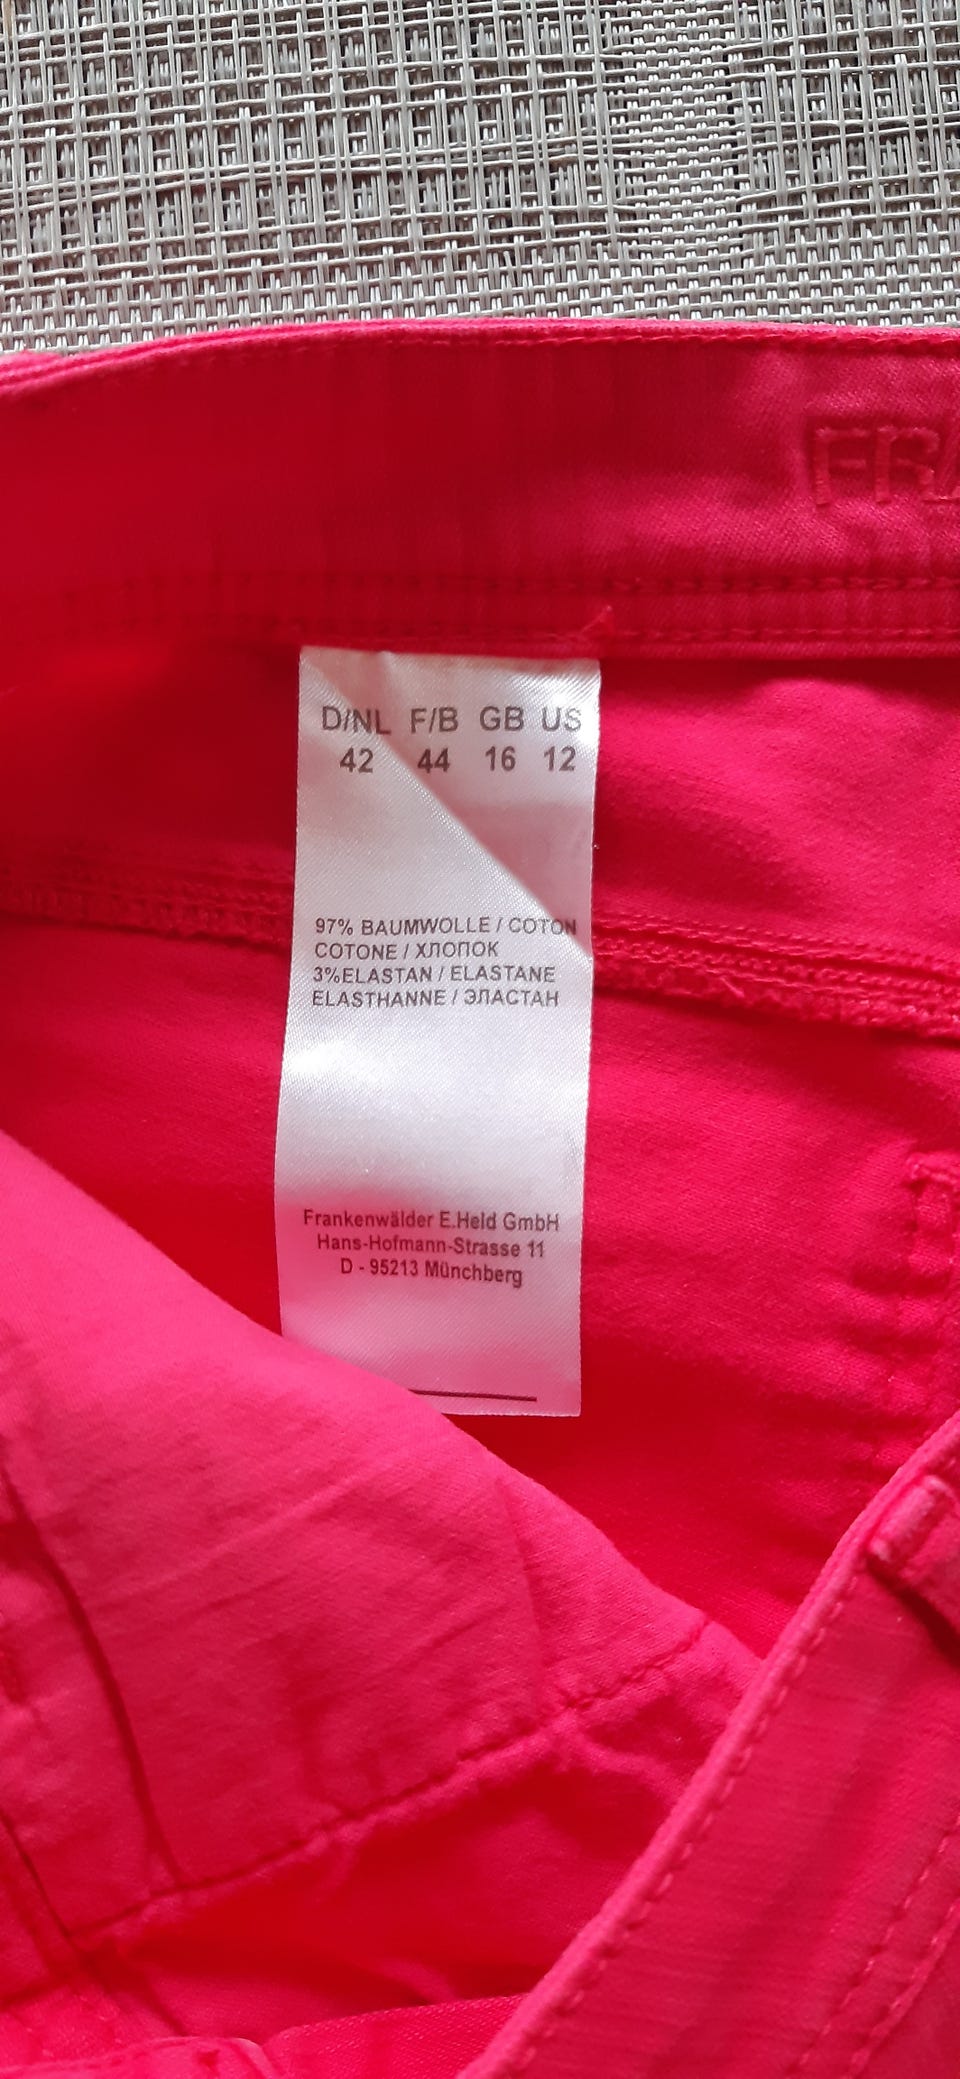 FRA
D/NL F/B GB US
42 44 16 12
97% BAUMWOLLE / COTON
COTONE / ХЛОПОК
3%ELASTAN / ELASTANE
ELASTHANNE / ЭЛАСТАН
Frankenwälder E.Held GmbH
Hans-Hofmann-Strasse 11
D - 95213 Münchberg